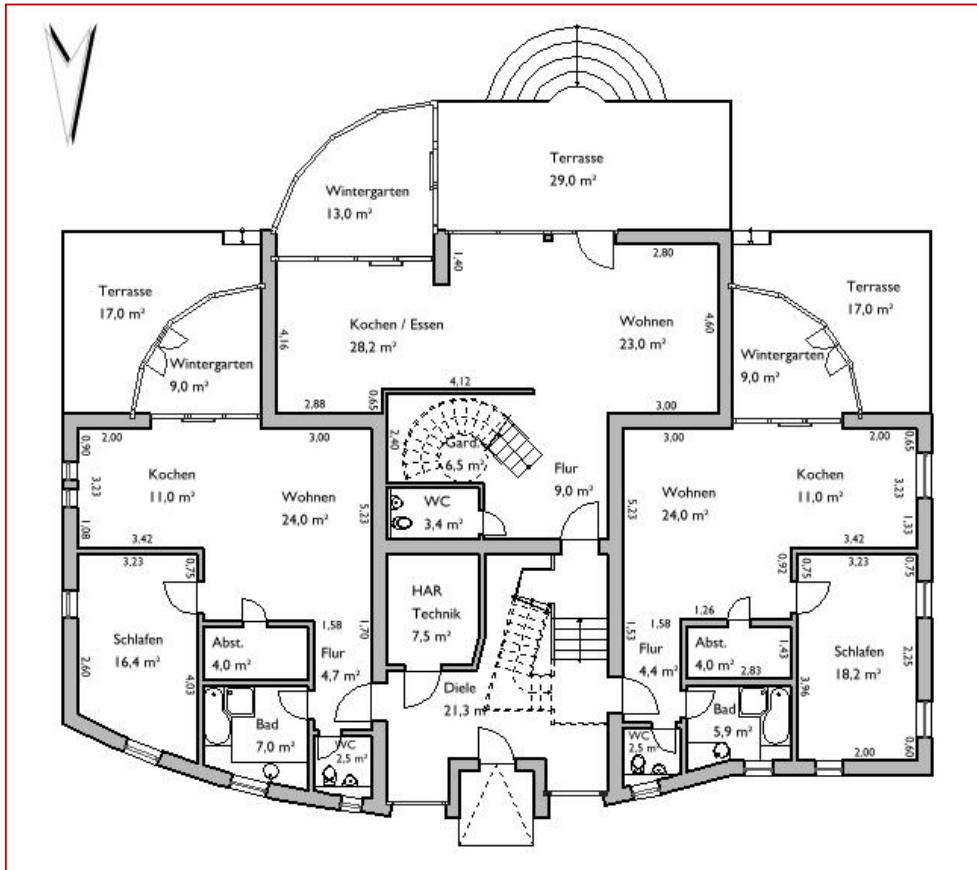 Terrasse
29,0 m²
Wintergarten
13,0 m²
1,40
2,80
Terrasse
17,0 m²
Wintergarten
9,0 m²
4,16
Kochen / Essen
28,2 m²
Wohnen
23,0 m²
4,60
Terrasse
17,0 m²
Wintergarten
9,0 m²
2,88
0,65
4,12
3,00
2,00
3,00
0,90
3,23
1,08
Kochen
11,0 m²
Wohnen
24,0 m²
5,23
3,42
3,23
0,75
2,40
Gard.
6,5 m²
Flur
9,0 m²
WC
3,4 m²
3,00
2,00
0,65
3,23
1,33
5,23
Wohnen
24,0 m²
Kochen
11,0 m²
3,42
3,23
0,92
0,75
0,75
Schlafen
16,4 m²
2,60
4,03
Abst.
4,0 m²
1,58
1,70
Flur
4,7 m²
HAR
Technik
7,5 m²
Diele
21,3 m
1,53
1,58
1,26
Flur
4,4 m²
Abst.
4,0 m²
1,43
2,83
Schlafen
18,2 m²
2,25
3,96
Bad
7,0 m²
WC
2,5 m²
WC
2,5 m²
Bad
5,9 m²
2,00
0,60